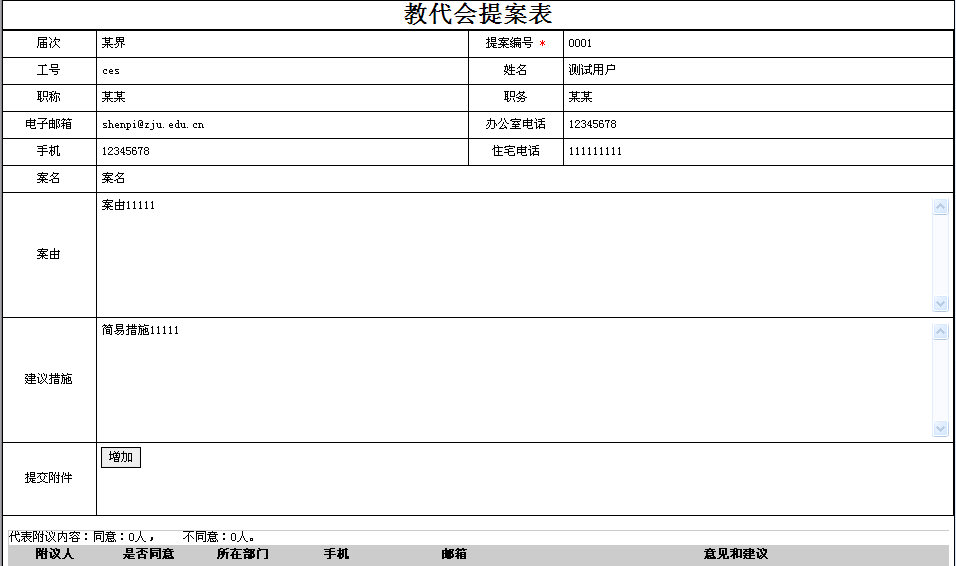 教代会提案表
届次 某界 提案编号 * 0001
工号 ces 姓名 测试用户
职称 某某 职务 某某
电子邮箱 shenpi@zju.edu.cn 办公室电话 12345678
手机 12345678 住宅电话 111111111
案名 案名
案由 案由11111
建议措施 简易措施11111
提交附件 增加
代表附议内容：同意：0人， 不同意：0人。
附议人 是否同意 所在部门 手机 邮箱 意见和建议